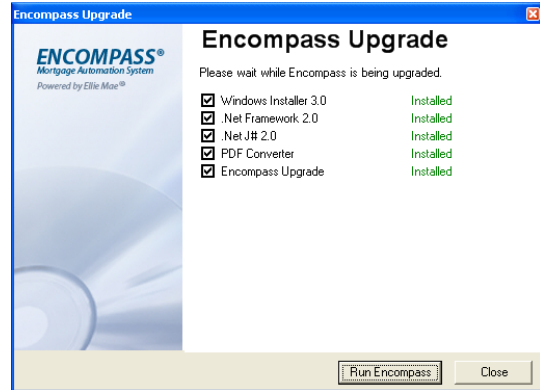 Encompass Upgrade
ENCOMPASS®
Mortgage Automation System
Powered by Ellie Mae®
Encompass Upgrade
Please wait while Encompass is being upgraded.
Windows Installer 3.0 Installed
.Net Framework 2.0 Installed
.Net J# 2.0 Installed
PDF Converter Installed
Encompass Upgrade Installed
Run Encompass Close